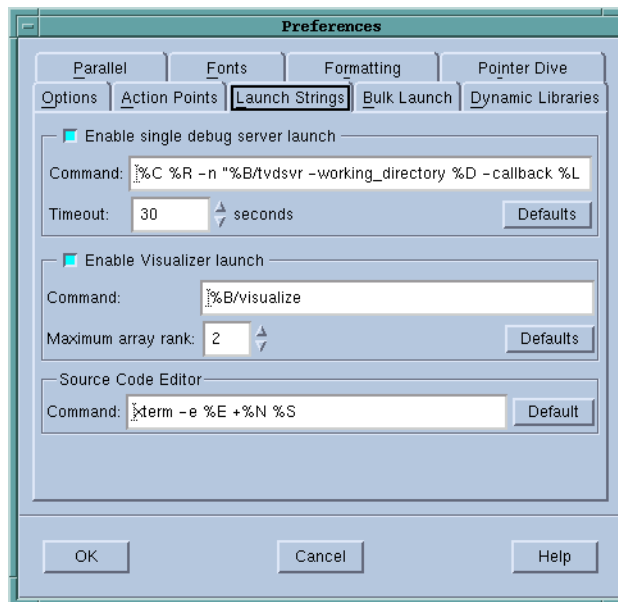 Preferences
Parallel Fonts Formatting Pointer Dive
Options Action Points Launch Strings Bulk Launch Dynamic Libraries
Enable single debug server launch
Command: %C %R -n "%B/tvdsvr -working_directory %D -callback %L
Timeout: 30 seconds Defaults
Enable Visualizer launch
Command: %B/visualize
Maximum array rank: 2 Defaults
Source Code Editor
Command: xterm -e %E +%N %S Default
OK Cancel Help